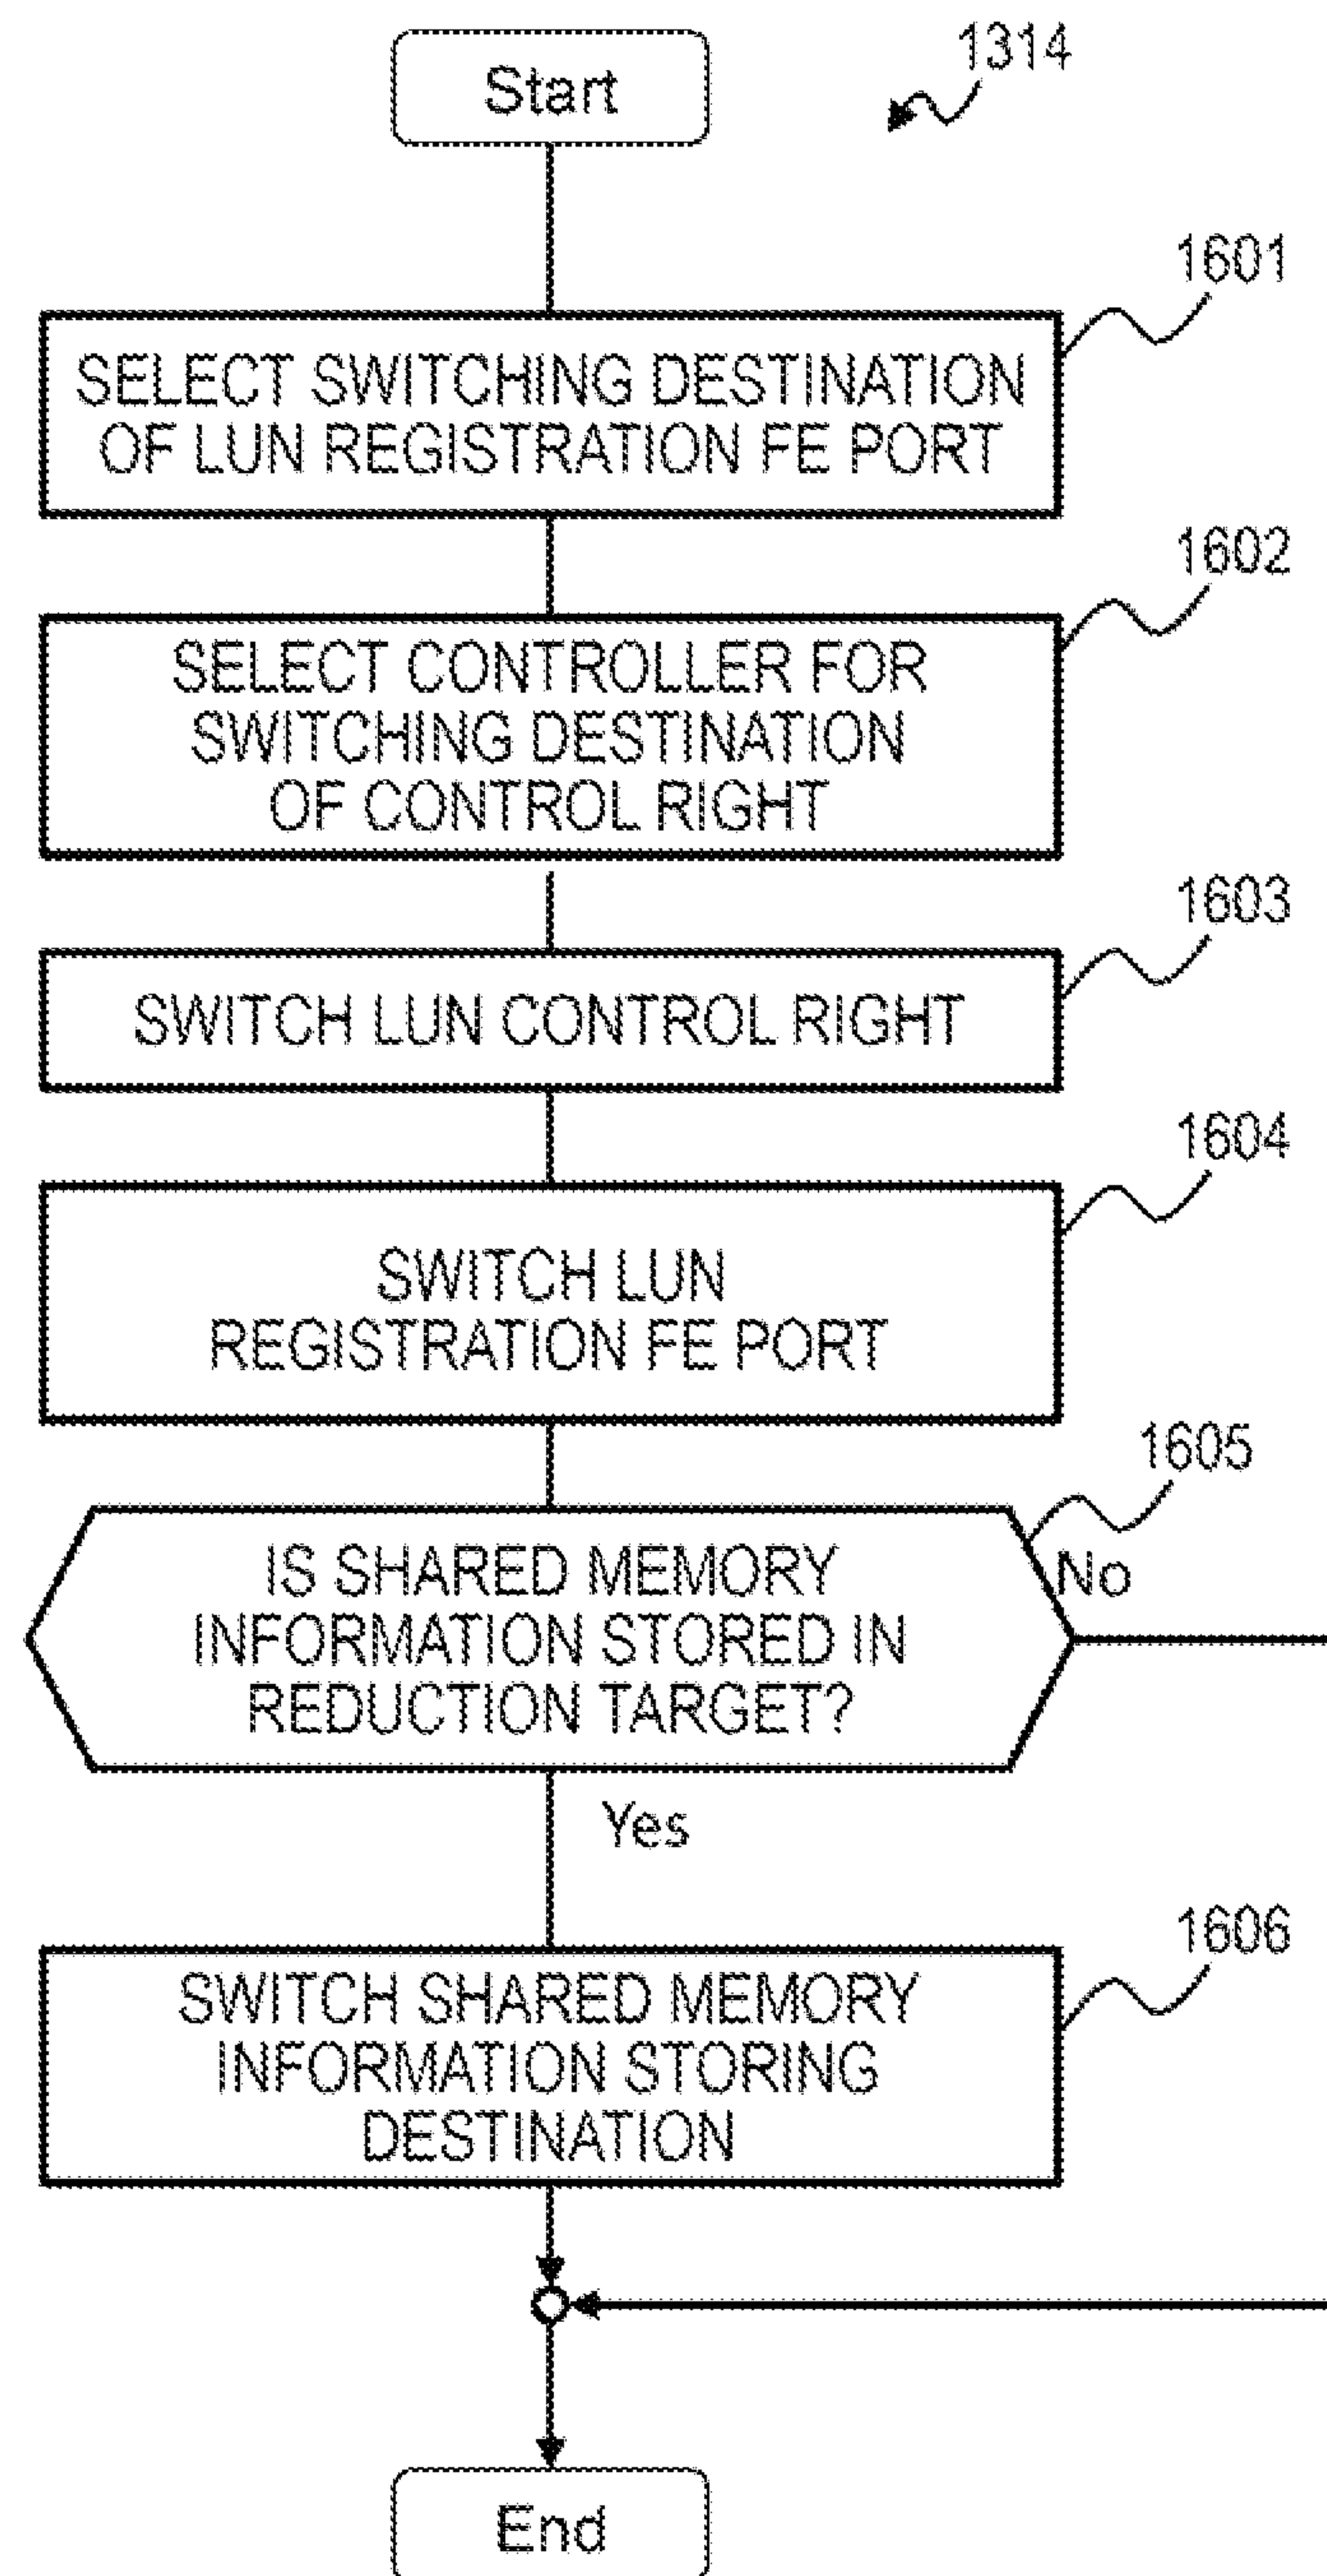 Start
1314
1601
SELECT SWITCHING DESTINATION
OF LUN REGISTRATION FE PORT
1602
SELECT CONTROLLER FOR
SWITCHING DESTINATION
OF CONTROL RIGHT
1603
SWITCH LUN CONTROL RIGHT
1604
SWITCH LUN
REGISTRATION FE PORT
1605
IS SHARED MEMORY
INFORMATION STORED IN
REDUCTION TARGET?
No
Yes
1606
SWITCH SHARED MEMORY
INFORMATION STORING
DESTINATION
End